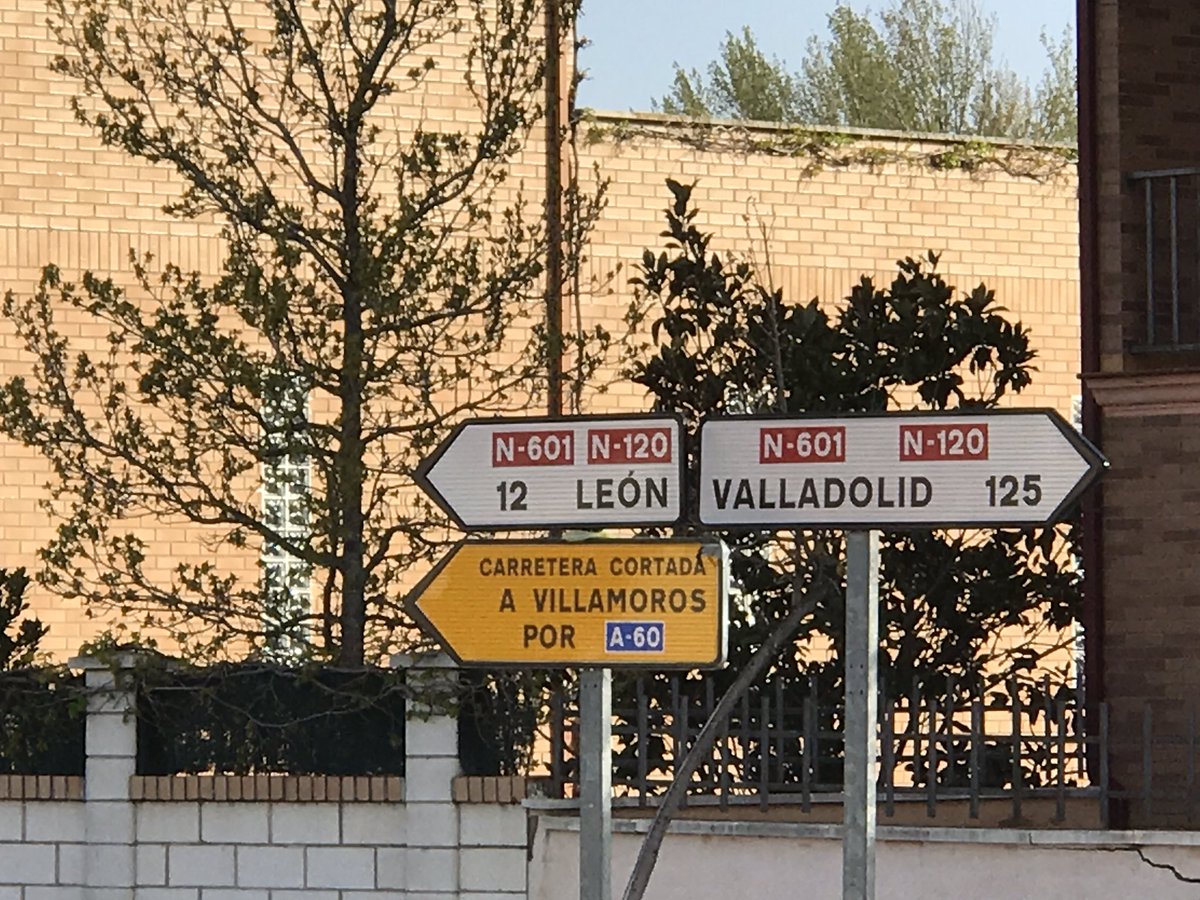 N-601 N-120
12 LEÓN
N-601 N-120
VALLADOLID 125
CARRETERA CORTADA
A VILLAMOROS
POR A-60